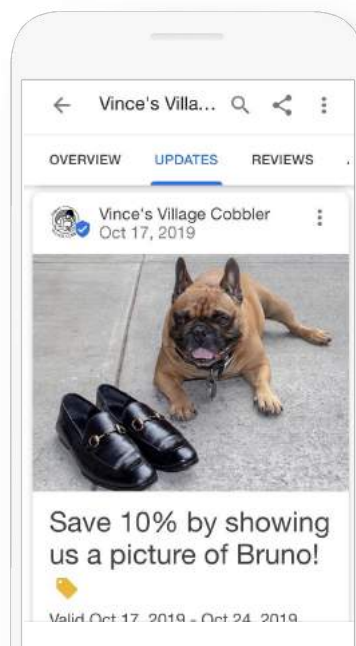 Vince's Villa...
OVERVIEW UPDATES REVIEWS
Vince's Village Cobbler
Oct 17, 2019
Save 10% by showing
us a picture of Bruno!
Valid Oct 17, 2019 - Oct 24, 2019